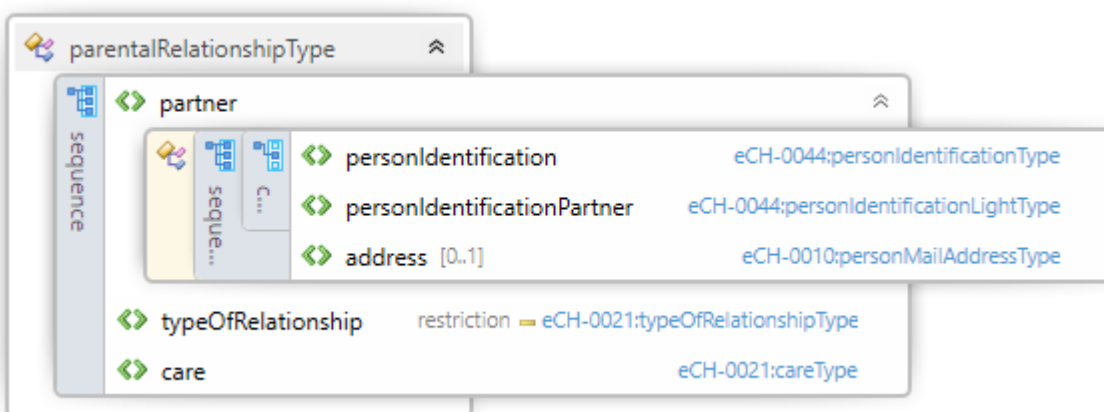 parentalRelationshipType
sequence
partner
seque...
c...
personIdentification eCH-0044:personIdentificationType
personIdentificationPartner eCH-0044:personIdentificationLightType
address [0..1] eCH-0010:personMailAddressType
typeOfRelationship restriction eCH-0021:typeOfRelationshipType
care eCH-0021:careType